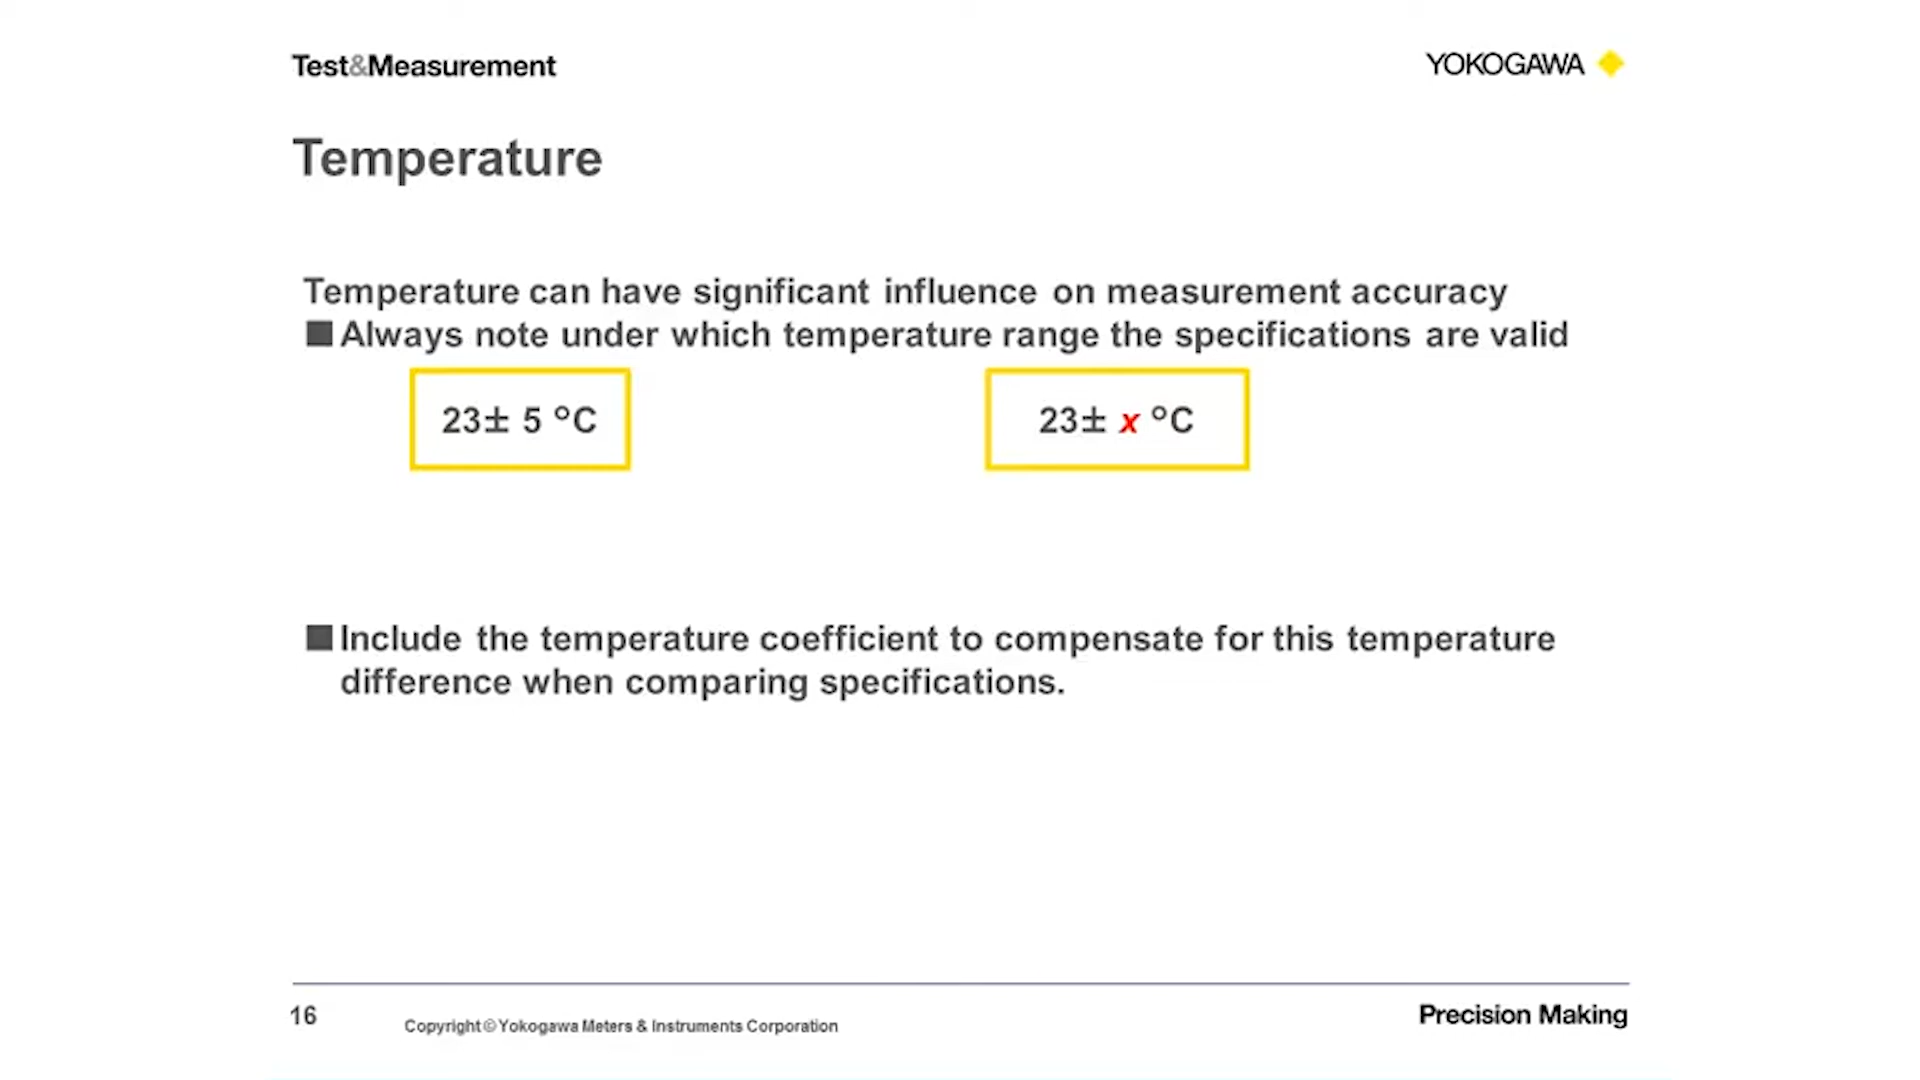 Test&Measurement
YOKOGAWA
Temperature
Temperature can have significant influence on measurement accuracy
■ Always note under which temperature range the specifications are valid
23± 5 °C
23± x °C
■ Include the temperature coefficient to compensate for this temperature
difference when comparing specifications.
16
Copyright © Yokogawa Meters & Instruments Corporation
Precision Making